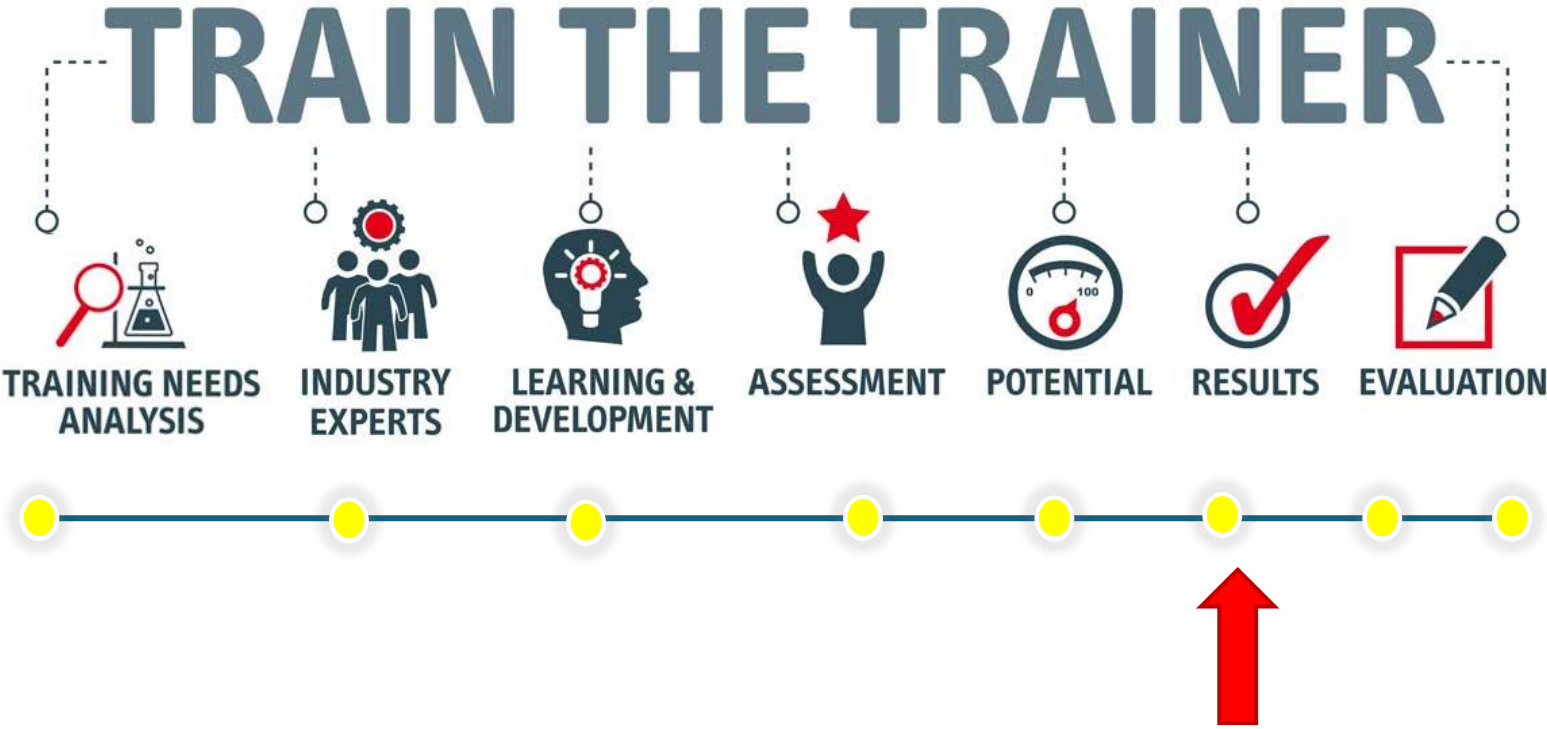 TRAIN THE TRAINER
0 100
TRAINING NEEDS
ANALYSIS
INDUSTRY
EXPERTS
LEARNING &
DEVELOPMENT
ASSESSMENT
POTENTIAL
RESULTS
EVALUATION